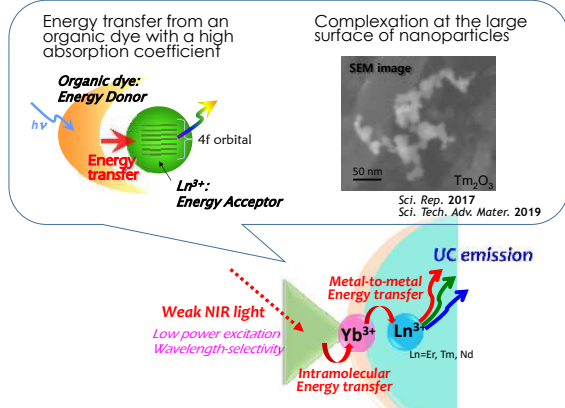 Energy transfer from an
organic dye with a high
absorption coefficient
Complexation at the large
surface of nanoparticles
Organic dye:
Energy Donor
hν
Energy
transfer
4f orbital
Ln³⁺:
Energy Acceptor
SEM image
50 nm
Tm₂O₃
Sci. Rep. 2017
Sci. Tech. Adv. Mater. 2019
UC emission
Metal-to-metal
Energy transfer
Weak NIR light
Low power excitation
Wavelength-selectivity
Yb³⁺
Ln³⁺
Ln=Er, Tm, Nd
Intramolecular
Energy transfer